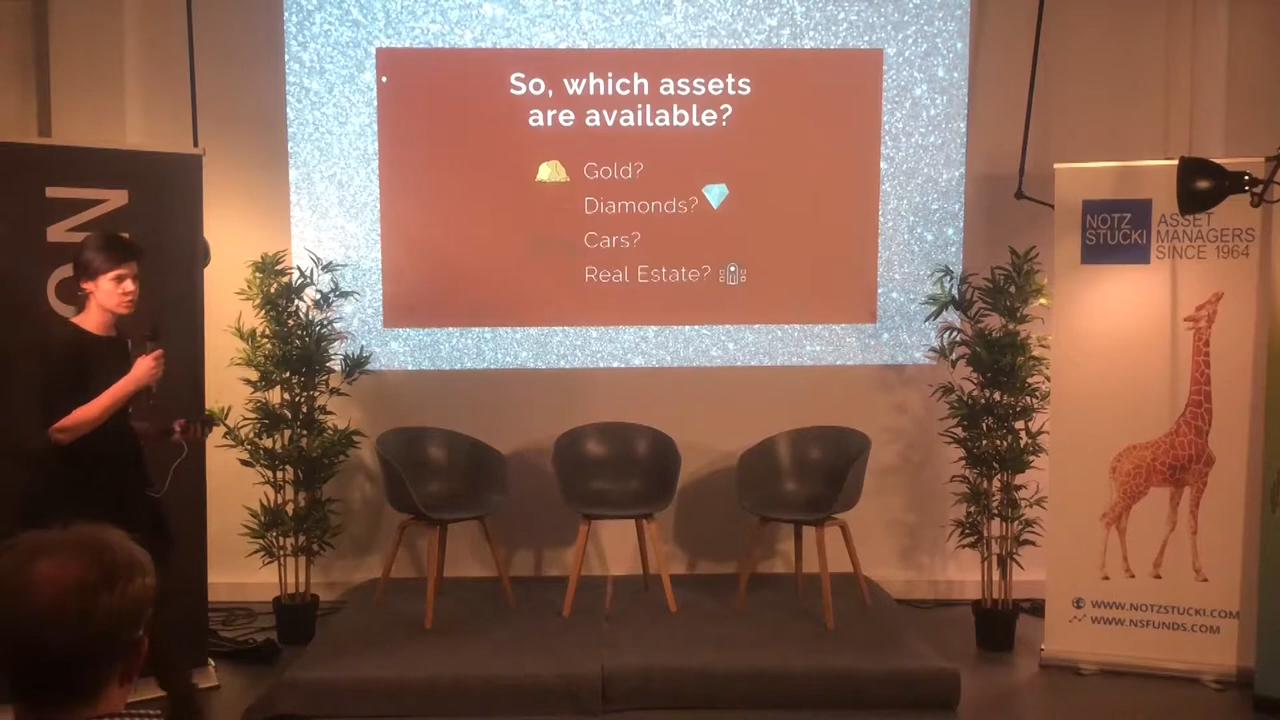 So, which assets
are available?
Gold?
Diamonds?
Cars?
Real Estate?
ON
NOTZ
STUCKI
ASSET
MANAGERS
SINCE 1964
WWW.NOTZSTUCKI.COM
WWW.NSFUNDS.COM